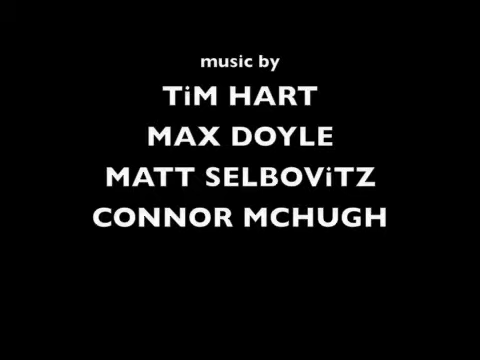 music by
TiM HART
MAX DOYLE
MATT SELBOViTZ
CONNOR MCHUGH